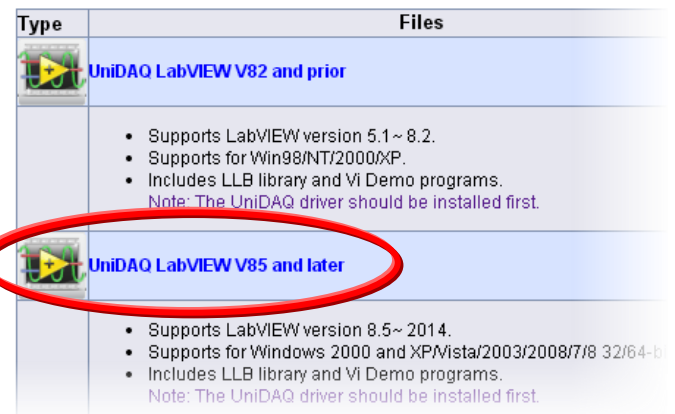 Type Files
UniDAQ LabVIEW V82 and prior
• Supports LabVIEW version 5.1~ 8.2.
• Supports for Win98/NT/2000/XP.
• Includes LLB library and Vi Demo programs.
Note: The UniDAQ driver should be installed first.
UniDAQ LabVIEW V85 and later
• Supports LabVIEW version 8.5~ 2014.
• Supports for Windows 2000 and XP/Vista/2003/2008/7/8 32/64-b
• Includes LLB library and Vi Demo programs.
Note: The UniDAQ driver should be installed first.